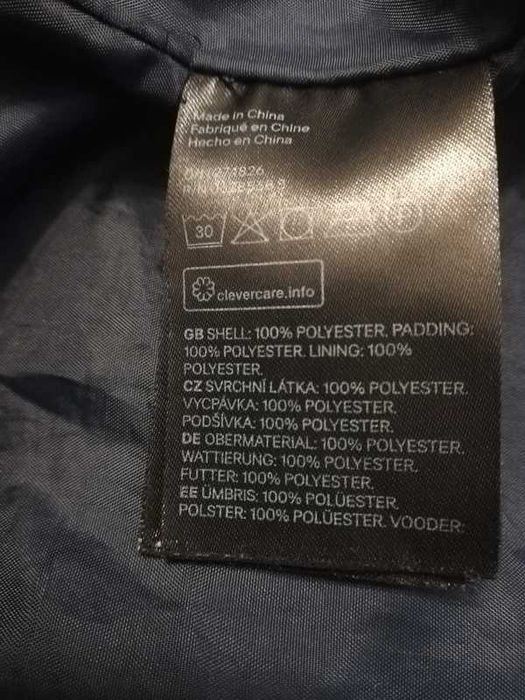 Made in China
Fabriqué en Chine
Hecho en China
30
clevercare.info
GB SHELL: 100% POLYESTER. PADDING:
100% POLYESTER. LINING: 100%
POLYESTER.
CZ SVRCHNÍ LÁTKA: 100% POLYESTER.
VYCPÁVKA: 100% POLYESTER.
PODŠÍVKA: 100% POLYESTER.
DE OBERMATERIAL: 100% POLYESTER.
WATTIERUNG: 100% POLYESTER.
FUTTER: 100% POLYESTER.
EE ÜMBRIS: 100% POLÜESTER.
POLSTER: 100% POLÜESTER. VOODER: